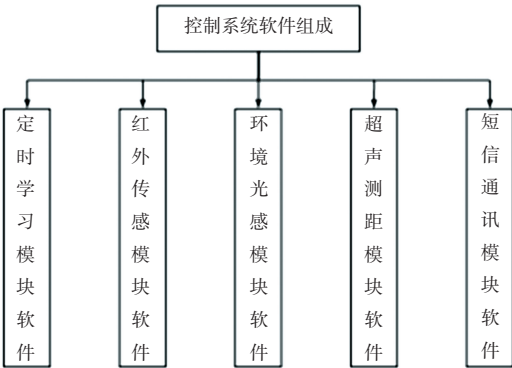 控制系统软件组成
定时学习模块软件
红外传感模块软件
环境光感模块软件
超声测距模块软件
短信通讯模块软件